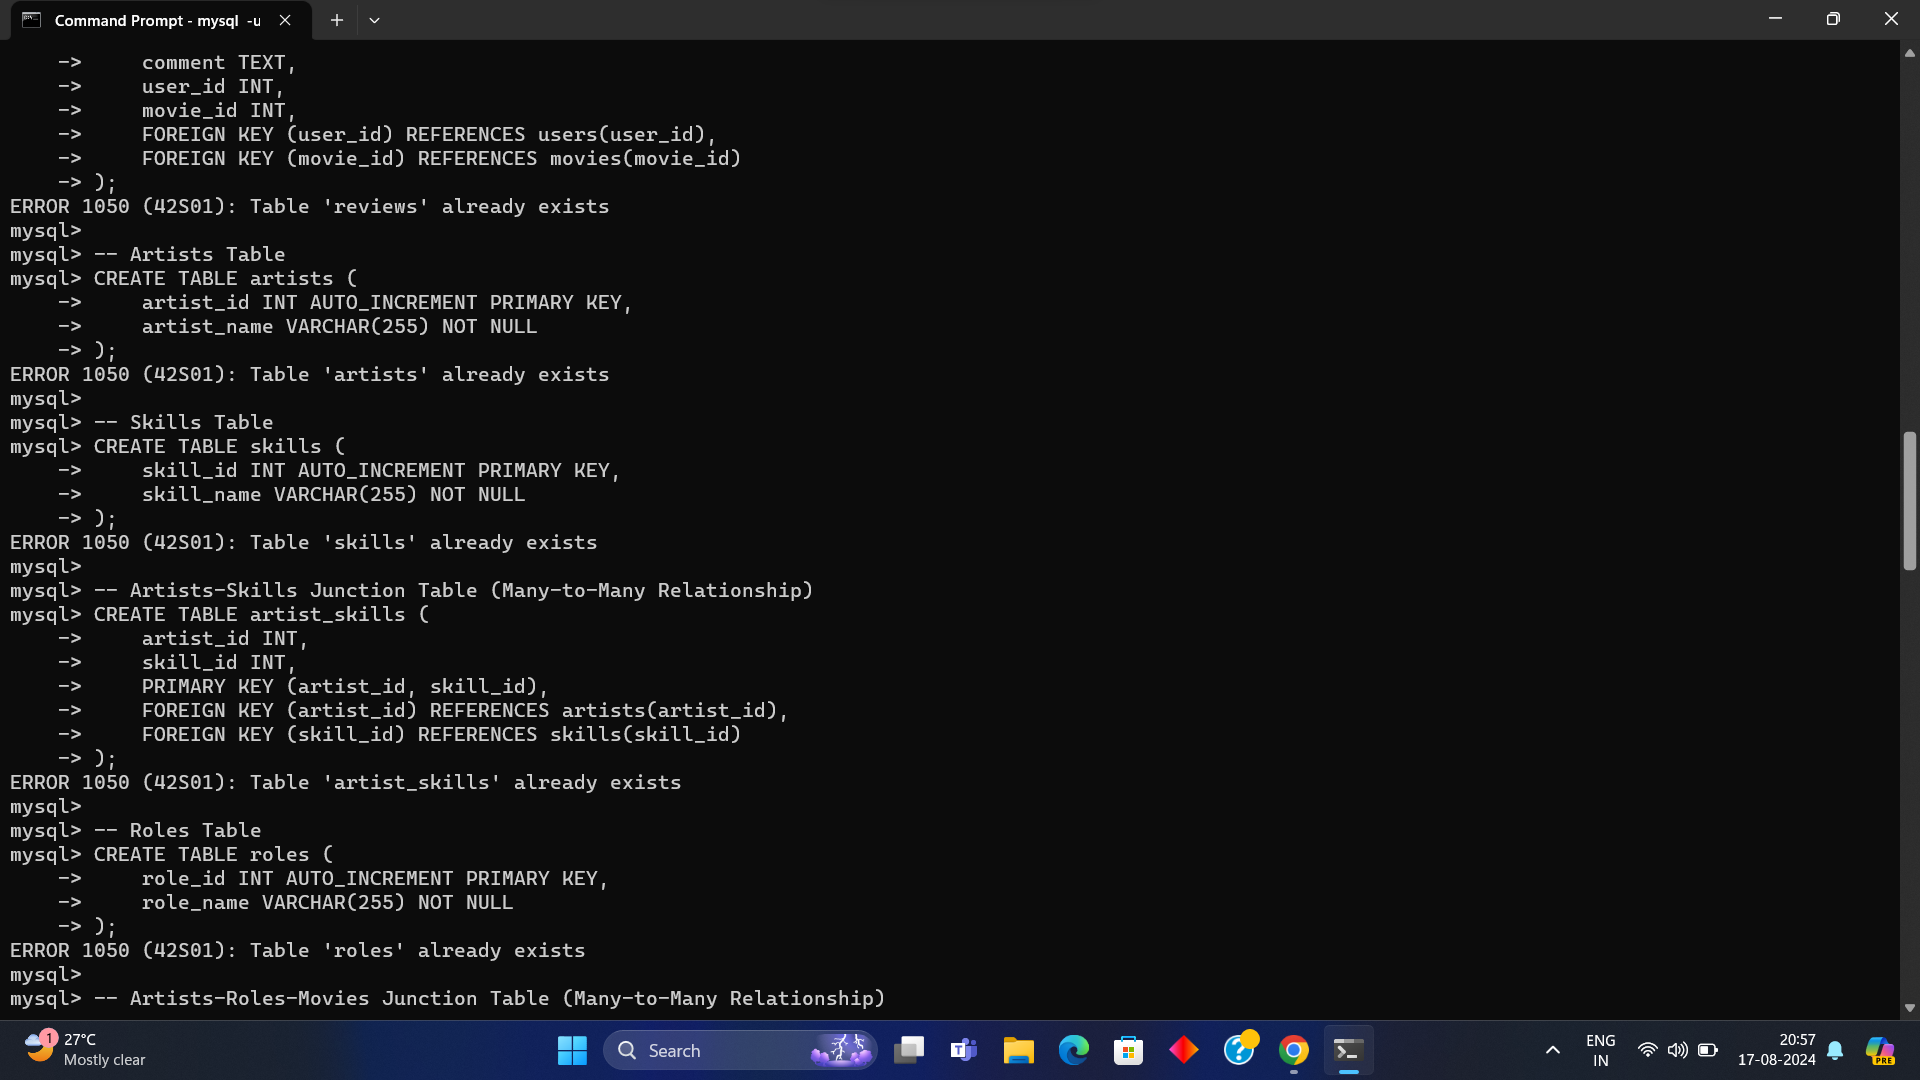 Command Prompt - mysql  -u
->     comment TEXT,
->     user_id INT,
->     movie_id INT,
->     FOREIGN KEY (user_id) REFERENCES users(user_id),
->     FOREIGN KEY (movie_id) REFERENCES movies(movie_id)
-> );
ERROR 1050 (42S01): Table 'reviews' already exists
mysql>
mysql> -- Artists Table
mysql> CREATE TABLE artists (
->     artist_id INT AUTO_INCREMENT PRIMARY KEY,
->     artist_name VARCHAR(255) NOT NULL
-> );
ERROR 1050 (42S01): Table 'artists' already exists
mysql>
mysql> -- Skills Table
mysql> CREATE TABLE skills (
->     skill_id INT AUTO_INCREMENT PRIMARY KEY,
->     skill_name VARCHAR(255) NOT NULL
-> );
ERROR 1050 (42S01): Table 'skills' already exists
mysql>
mysql> -- Artists-Skills Junction Table (Many-to-Many Relationship)
mysql> CREATE TABLE artist_skills (
->     artist_id INT,
->     skill_id INT,
->     PRIMARY KEY (artist_id, skill_id),
->     FOREIGN KEY (artist_id) REFERENCES artists(artist_id),
->     FOREIGN KEY (skill_id) REFERENCES skills(skill_id)
-> );
ERROR 1050 (42S01): Table 'artist_skills' already exists
mysql>
mysql> -- Roles Table
mysql> CREATE TABLE roles (
->     role_id INT AUTO_INCREMENT PRIMARY KEY,
->     role_name VARCHAR(255) NOT NULL
-> );
ERROR 1050 (42S01): Table 'roles' already exists
mysql>
mysql> -- Artists-Roles-Movies Junction Table (Many-to-Many Relationship)
1
27°C
Mostly clear
Search
T
?
ENG
IN
20:57
17-08-2024
PRE